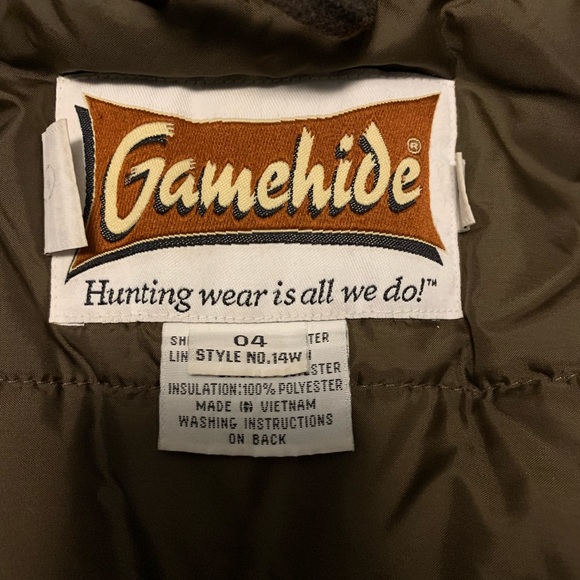 Gamehide®
Hunting wear is all we do!™
04
STYLE NO.14W
INSULATION:100% POLYESTER
MADE IN VIETNAM
WASHING INSTRUCTIONS
ON BACK